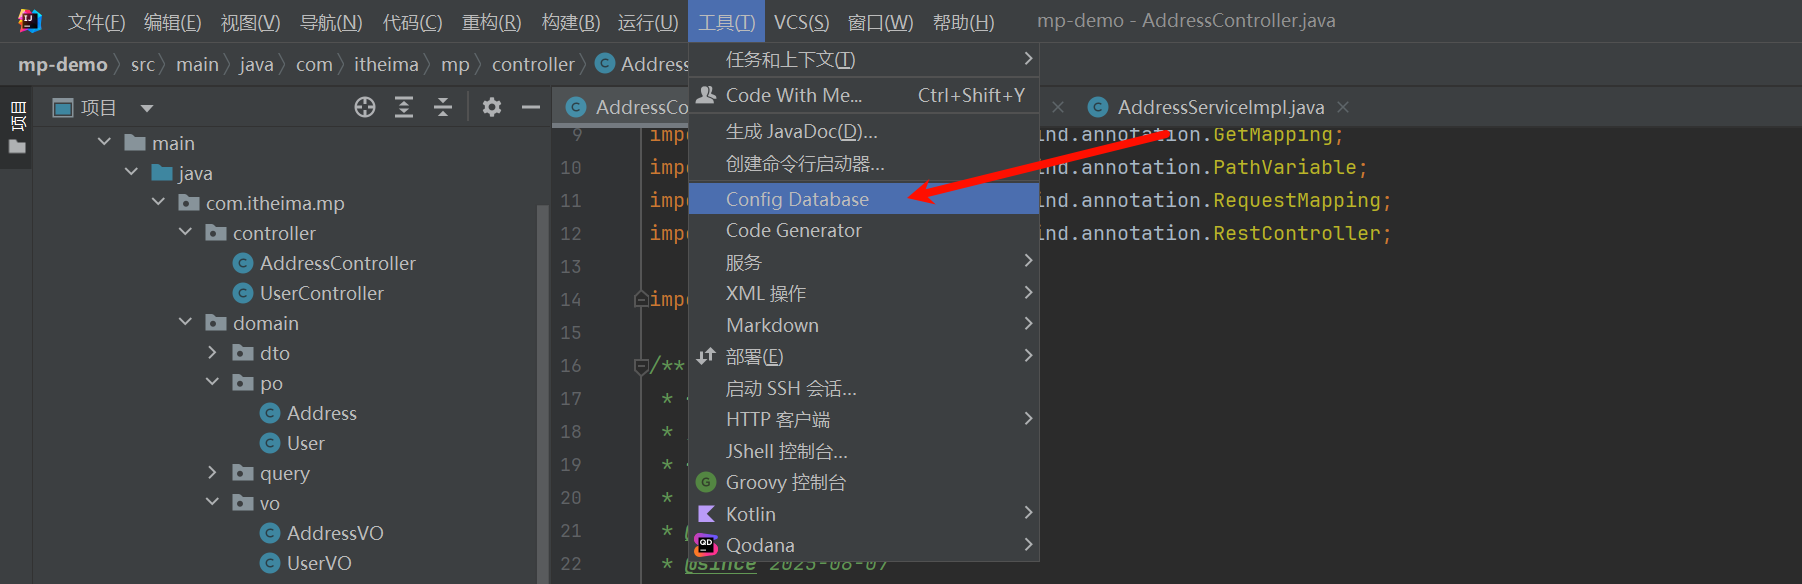 文件(F) 编辑(E) 视图(V) 导航(N) 代码(C) 重构(R) 构建(B) 运行(U) 工具(T) VCS(S) 窗口(W) 帮助(H) mp-demo - AddressController.java
mp-demo src main java com itheima mp controller Address
项目
项目
AddressCo
AddressServiceImpl.java
main
java
com.itheima.mp
controller
AddressController
UserController
domain
dto
po
Address
User
query
vo
AddressVO
UserVO
任务和上下文(T)
Code With Me... Ctrl+Shift+Y
生成 JavaDoc(D)...
创建命令行启动器...
Config Database
Code Generator
服务
XML 操作
Markdown
部署(E)
启动 SSH 会话...
HTTP 客户端
JShell 控制台...
Groovy 控制台
Kotlin
Qodana
9 impo ind.annotation.GetMapping;
10 impo ind.annotation.PathVariable;
11 impo ind.annotation.RequestMapping;
12 impo ind.annotation.RestController;
13
14 impo
15
16 /**
17 *
18 *
19 *
20 *
21 *
22 * @since 2025-08-07